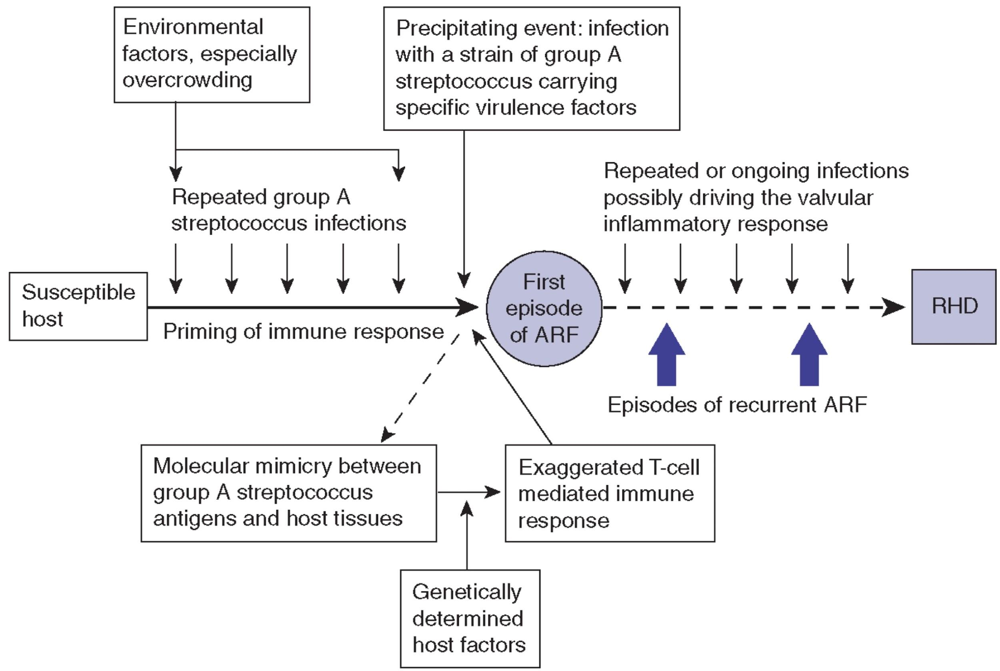 Environmental
factors, especially
overcrowding
Precipitating event: infection
with a strain of group A
streptococcus carrying
specific virulence factors
Repeated group A
streptococcus infections
Repeated or ongoing infections
possibly driving the valvular
inflammatory response
Susceptible
host
Priming of immune response
First
episode
of ARF
RHD
Episodes of recurrent ARF
Molecular mimicry between
group A streptococcus
antigens and host tissues
Exaggerated T-cell
mediated immune
response
Genetically
determined
host factors